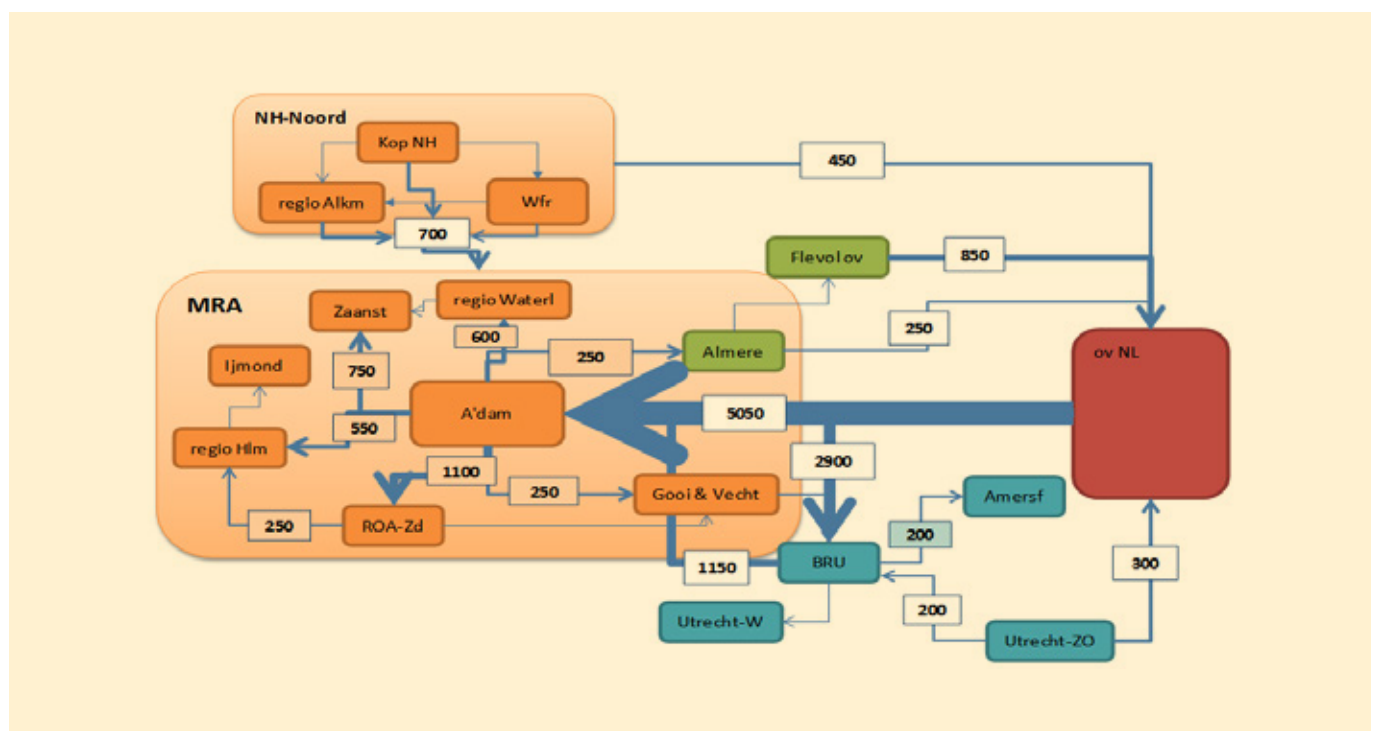 NH-Noord
Kop NH
regio Alkm
Wfr
700
450
Flevolov
850
MRA
Zaanst
regio Waterl
600
250
Almere
250
ov NL
Ijmond
750
A'dam
5050
550
regio Hlm
1100
2900
250
Gooi & Vecht
Amersf
250
ROA-Zd
200
1150
BRU
300
200
Utrecht-W
Utrecht-ZO